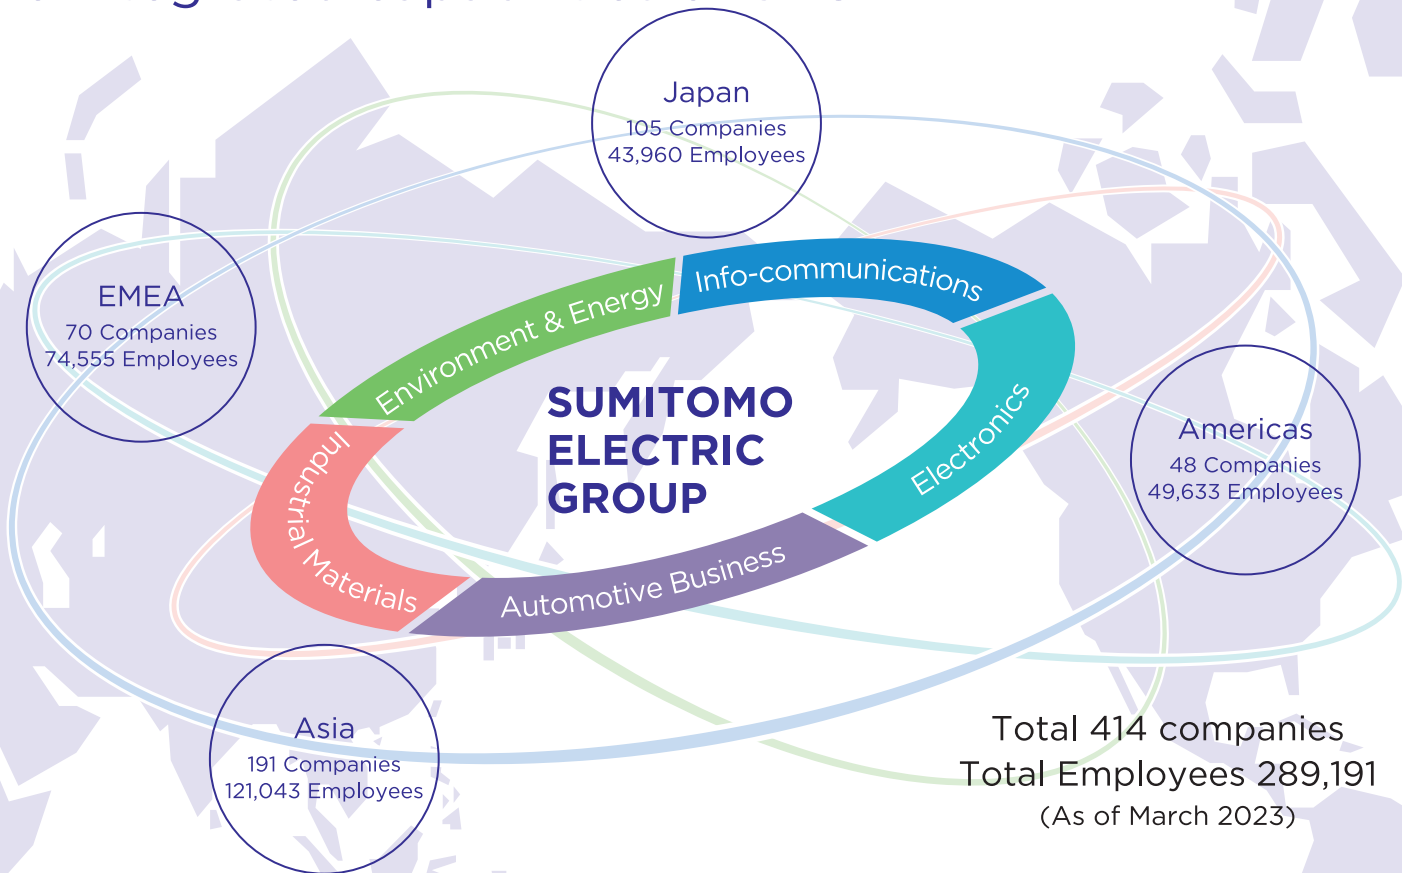 Japan
105 Companies
43,960 Employees
EMEA
70 Companies
74,555 Employees
Info-communications
Environment & Energy
Electronics
Industrial Materials
Automotive Business
SUMITOMO
ELECTRIC
GROUP
Americas
48 Companies
49,633 Employees
Asia
191 Companies
121,043 Employees
Total 414 companies
Total Employees 289,191
(As of March 2023)